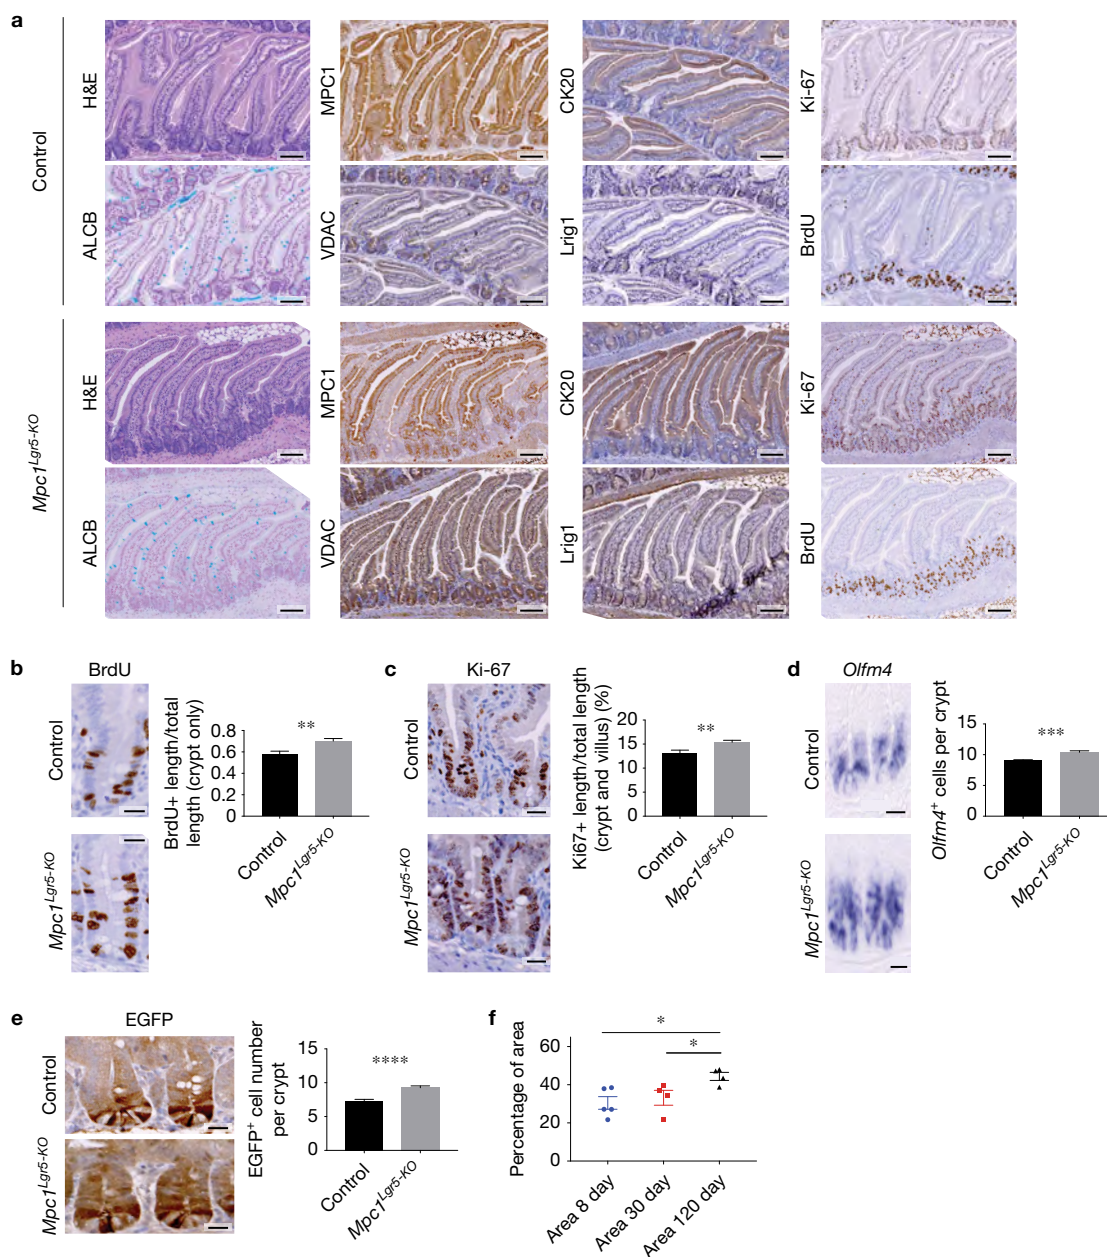 a
Control
H&E
MPC1
CK20
Ki-67
ALCB
VDAC
Lrig1
BrdU
Mpc1Lgr5-KO
H&E
MPC1
CK20
Ki-67
ALCB
VDAC
Lrig1
BrdU
b
BrdU
Control
Mpc1Lgr5-KO
BrdU+ length/total
length (crypt only)
0.8
0.6
0.4
0.2
0
**
Control
Mpc1Lgr5-KO
c
Ki-67
Control
Mpc1Lgr5-KO
Ki67+ length/total length
(crypt and villus) (%)
20
15
10
5
0
**
Control
Mpc1Lgr5-KO
d
Olfm4
Control
Mpc1Lgr5-KO
Olfm4+ cells per crypt
15
10
5
0
***
Control
Mpc1Lgr5-KO
e
EGFP
Control
Mpc1Lgr5-KO
EGFP+ cell number
per crypt
15
10
5
0
****
Control
Mpc1Lgr5-KO
f
Percentage of area
60
40
20
0
*
*
Area 8 day
Area 30 day
Area 120 day